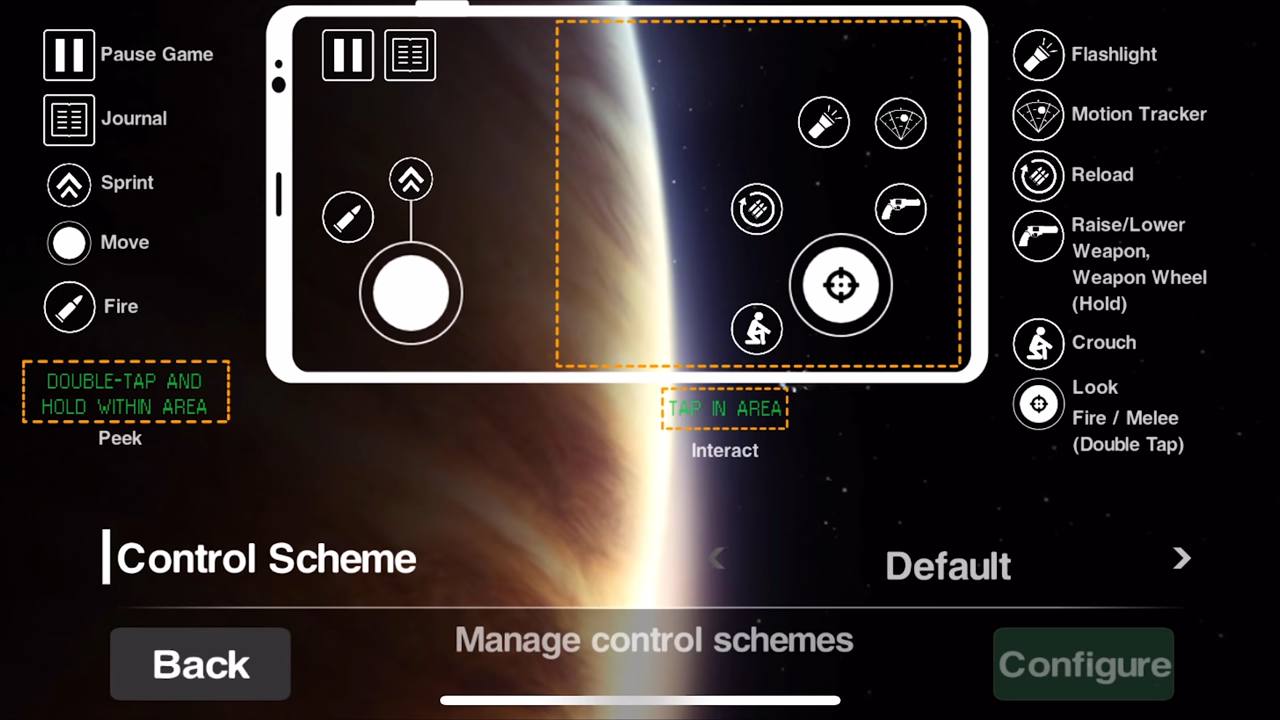 Pause Game
Journal
Sprint
Move
Fire
DOUBLE-TAP AND
HOLD WITHIN AREA
Peek
TAP IN AREA
Interact
Flashlight
Motion Tracker
Reload
Raise/Lower
Weapon,
Weapon Wheel
(Hold)
Crouch
Look
Fire / Melee
(Double Tap)
Control Scheme
Default
Manage control schemes
Back
Configure